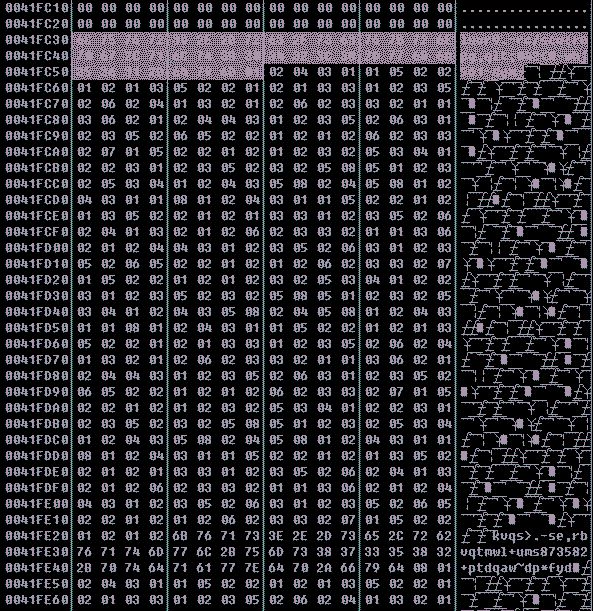 0041FC10 00 00 00 00 00 00 00 00 00 00 00 00 00 00 00 00 ................
0041FC20 00 00 00 00 00 00 00 00 00 00 00 00 00 00 00 00 ................
0041FC30
0041FC40
0041FC50 02 04 03 01 01 05 02 02
0041FC60 01 02 01 03 05 02 02 01 02 01 03 03 01 02 03 05
0041FC70 02 06 02 04 01 03 02 01 02 06 02 03 03 02 01 01
0041FC80 03 06 02 01 02 04 04 03 01 02 03 05 02 06 03 01
0041FC90 02 03 05 02 06 05 02 02 01 02 01 02 06 02 03 03
0041FCA0 02 07 01 05 02 02 01 02 01 02 03 02 05 03 04 01
0041FCB0 02 02 03 01 02 03 05 02 03 02 05 08 05 01 02 03
0041FCC0 02 05 03 04 01 02 04 03 05 08 02 04 05 08 01 02
0041FCD0 04 03 01 01 08 01 02 04 03 01 01 05 02 02 01 02
0041FCE0 01 03 05 02 02 01 02 01 03 03 01 02 03 05 02 06
0041FCF0 02 04 01 03 02 01 02 06 02 03 03 02 01 01 03 06
0041FD00 02 01 02 04 04 03 01 02 03 05 02 06 03 01 02 03
0041FD10 05 02 06 05 02 02 01 02 01 02 06 02 03 03 02 07
0041FD20 01 05 02 02 01 02 01 02 03 02 05 03 04 01 02 02
0041FD30 03 01 02 03 05 02 03 02 05 08 05 01 02 03 02 05
0041FD40 03 04 01 02 04 03 05 08 02 04 05 08 01 02 04 03
0041FD50 01 01 08 01 02 04 03 01 01 05 02 02 01 02 01 03
0041FD60 05 02 02 01 02 01 03 03 01 02 03 05 02 06 02 04
0041FD70 01 03 02 01 02 06 02 03 03 02 01 01 03 06 02 01
0041FD80 02 04 04 03 01 02 03 05 02 06 03 01 02 03 05 02
0041FD90 06 05 02 02 01 02 01 02 06 02 03 03 02 07 01 05
0041FDA0 02 02 01 02 01 02 03 02 05 03 04 01 02 02 03 01
0041FDB0 02 03 05 02 03 02 05 08 05 01 02 03 02 05 03 04
0041FDC0 01 02 04 03 05 08 02 04 05 08 01 02 04 03 01 01
0041FDD0 08 01 02 04 03 01 01 05 02 02 01 02 01 03 05 02
0041FDE0 02 01 02 01 03 03 01 02 03 05 02 06 02 04 01 03
0041FDF0 02 01 02 06 02 03 03 02 01 01 03 06 02 01 02 04
0041FE00 04 03 01 02 03 05 02 06 03 01 02 03 05 02 06 05
0041FE10 02 02 01 02 01 02 06 02 03 03 02 07 01 05 02 02
0041FE20 01 02 01 02 6B 76 71 73 3E 2E 2D 73 65 2C 72 62 kvqs>.-se,rb
0041FE30 76 71 74 6D 77 6C 2B 75 6D 73 38 37 33 35 38 32 vqtmwl+ums873582
0041FE40 2B 70 74 64 71 61 77 7E 64 70 2A 66 79 64 08 01 +ptdqaw~dp*fyd
0041FE50 02 04 03 01 01 05 02 02 01 02 01 03 05 02 02 01
0041FE60 02 01 03 03 01 02 03 05 02 06 02 04 01 03 02 01